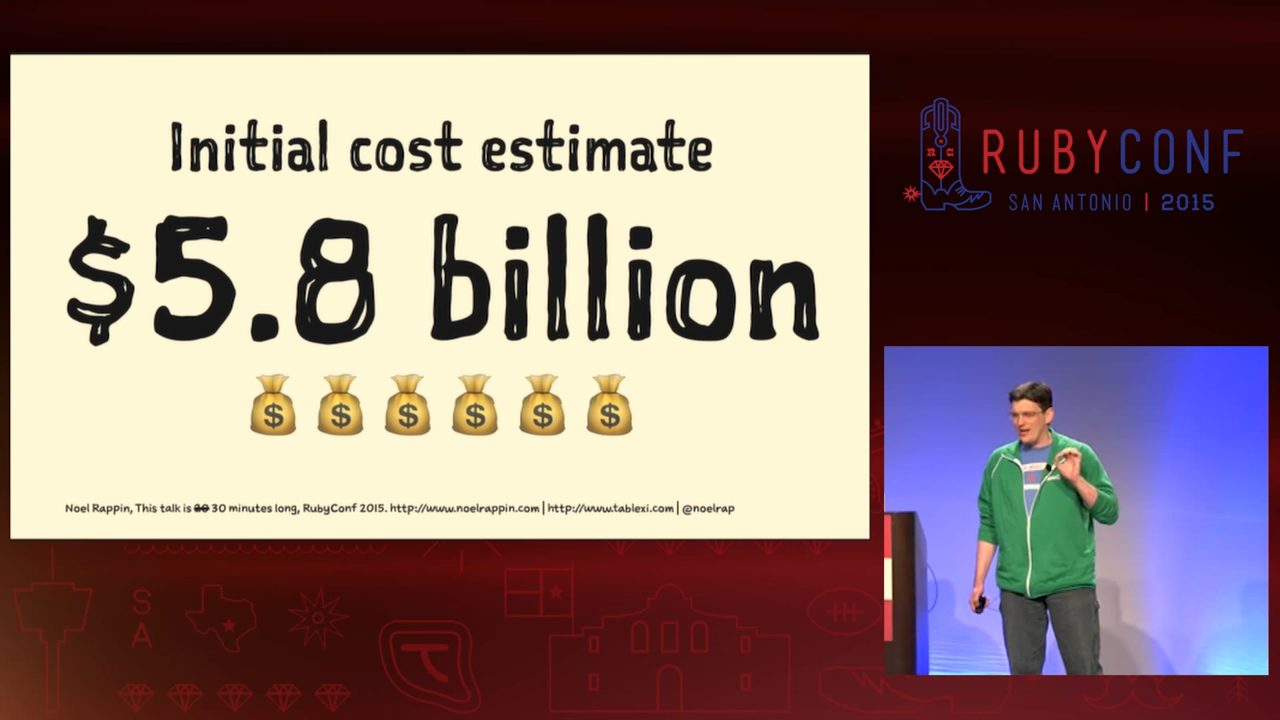 Initial cost estimate
$5.8 billion
$ $ $ $ $ $
Noel Rappin, This talk is 20 30 minutes long, RubyConf 2015. http://www.noelrappin.com | http://www.tablexi.com | @noelrap
RUBYCONF
SAN ANTONIO | 2015
S
A